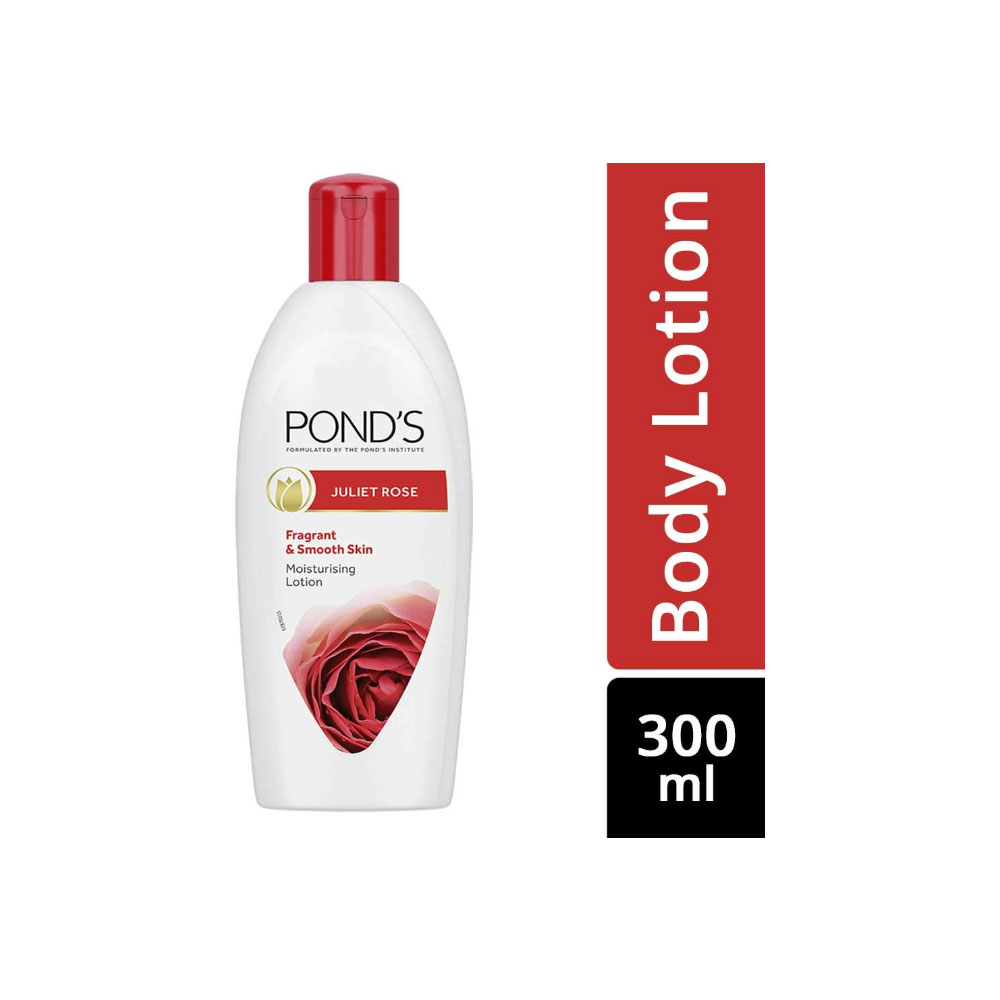 POND'S
FORMULATED BY THE POND'S INSTITUTE
JULIET ROSE
Fragrant
& Smooth Skin
Moisturising
Lotion
Body Lotion
300
ml